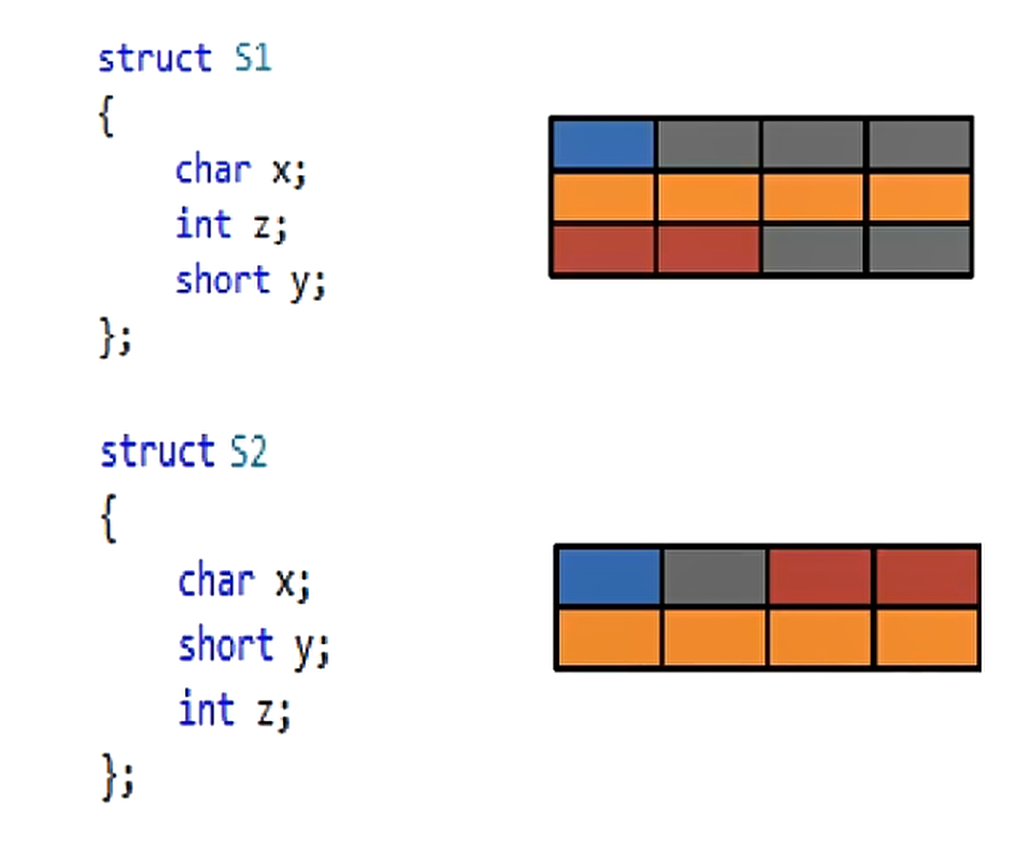 struct S1
{
char x;
int z;
short y;
};
struct S2
{
char x;
short y;
int z;
};